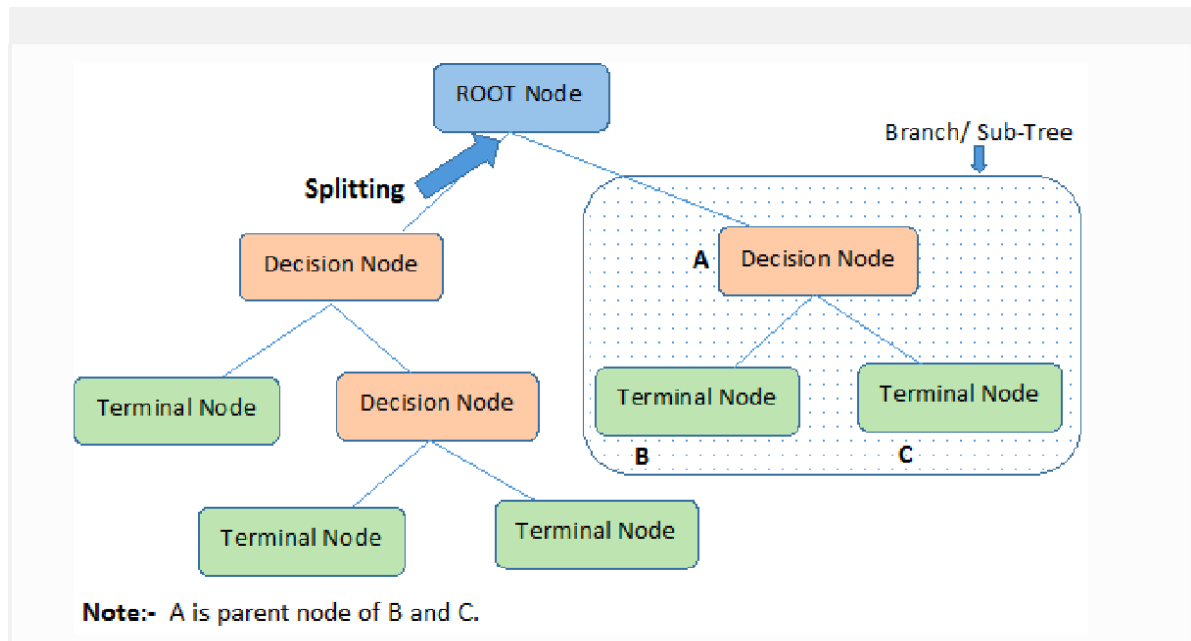 ROOT Node
Branch/ Sub-Tree
Splitting
Decision Node
A
Decision Node
Terminal Node
Decision Node
Terminal Node
Terminal Node
B
C
Terminal Node
Terminal Node
Note:- A is parent node of B and C.